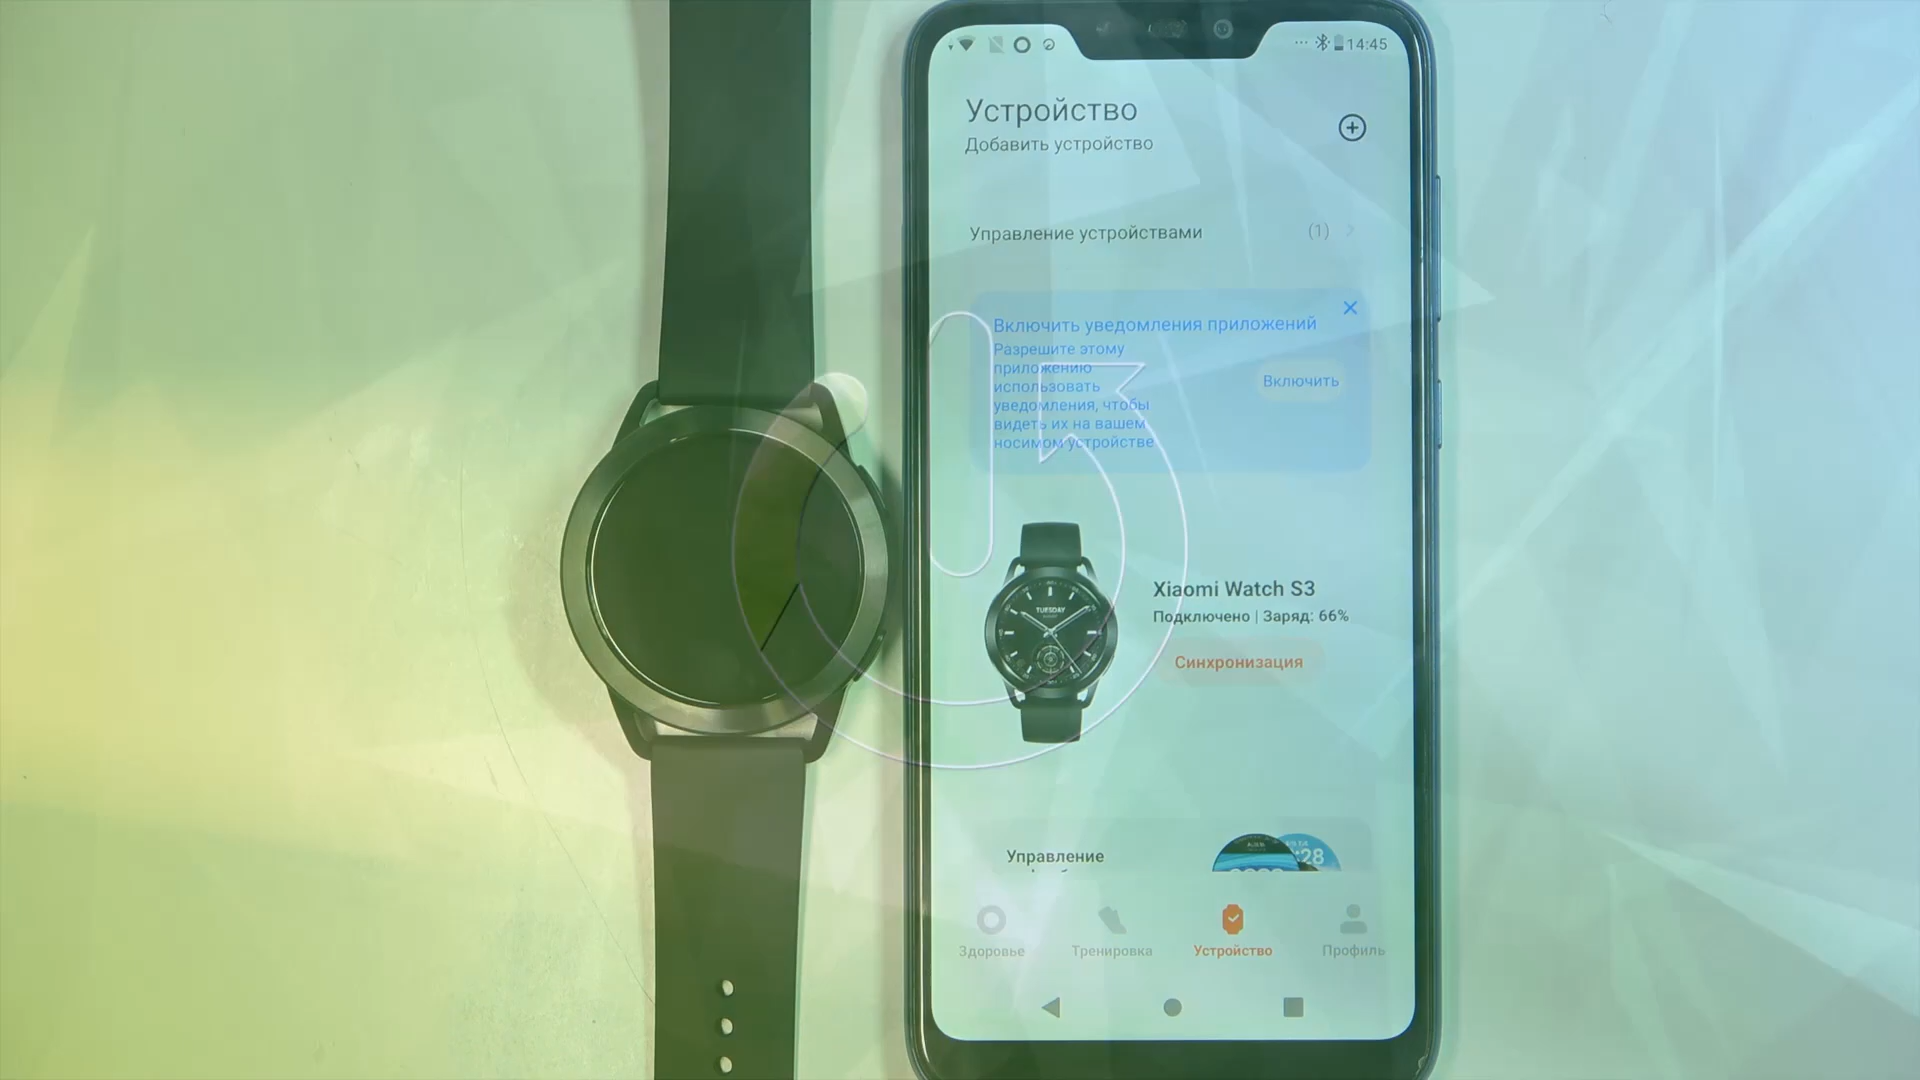 14:45
Устройство
Добавить устройство
Управление устройствами (1)
Включить уведомления приложений
Разрешите этому
приложению
использовать
уведомления, чтобы
видеть их на вашем
носимом устройстве
Включить
TUESDAY
Xiaomi Watch S3
Подключено | Заряд: 66%
Синхронизация
Управление
:28
Здоровье
Тренировка
Устройство
Профиль